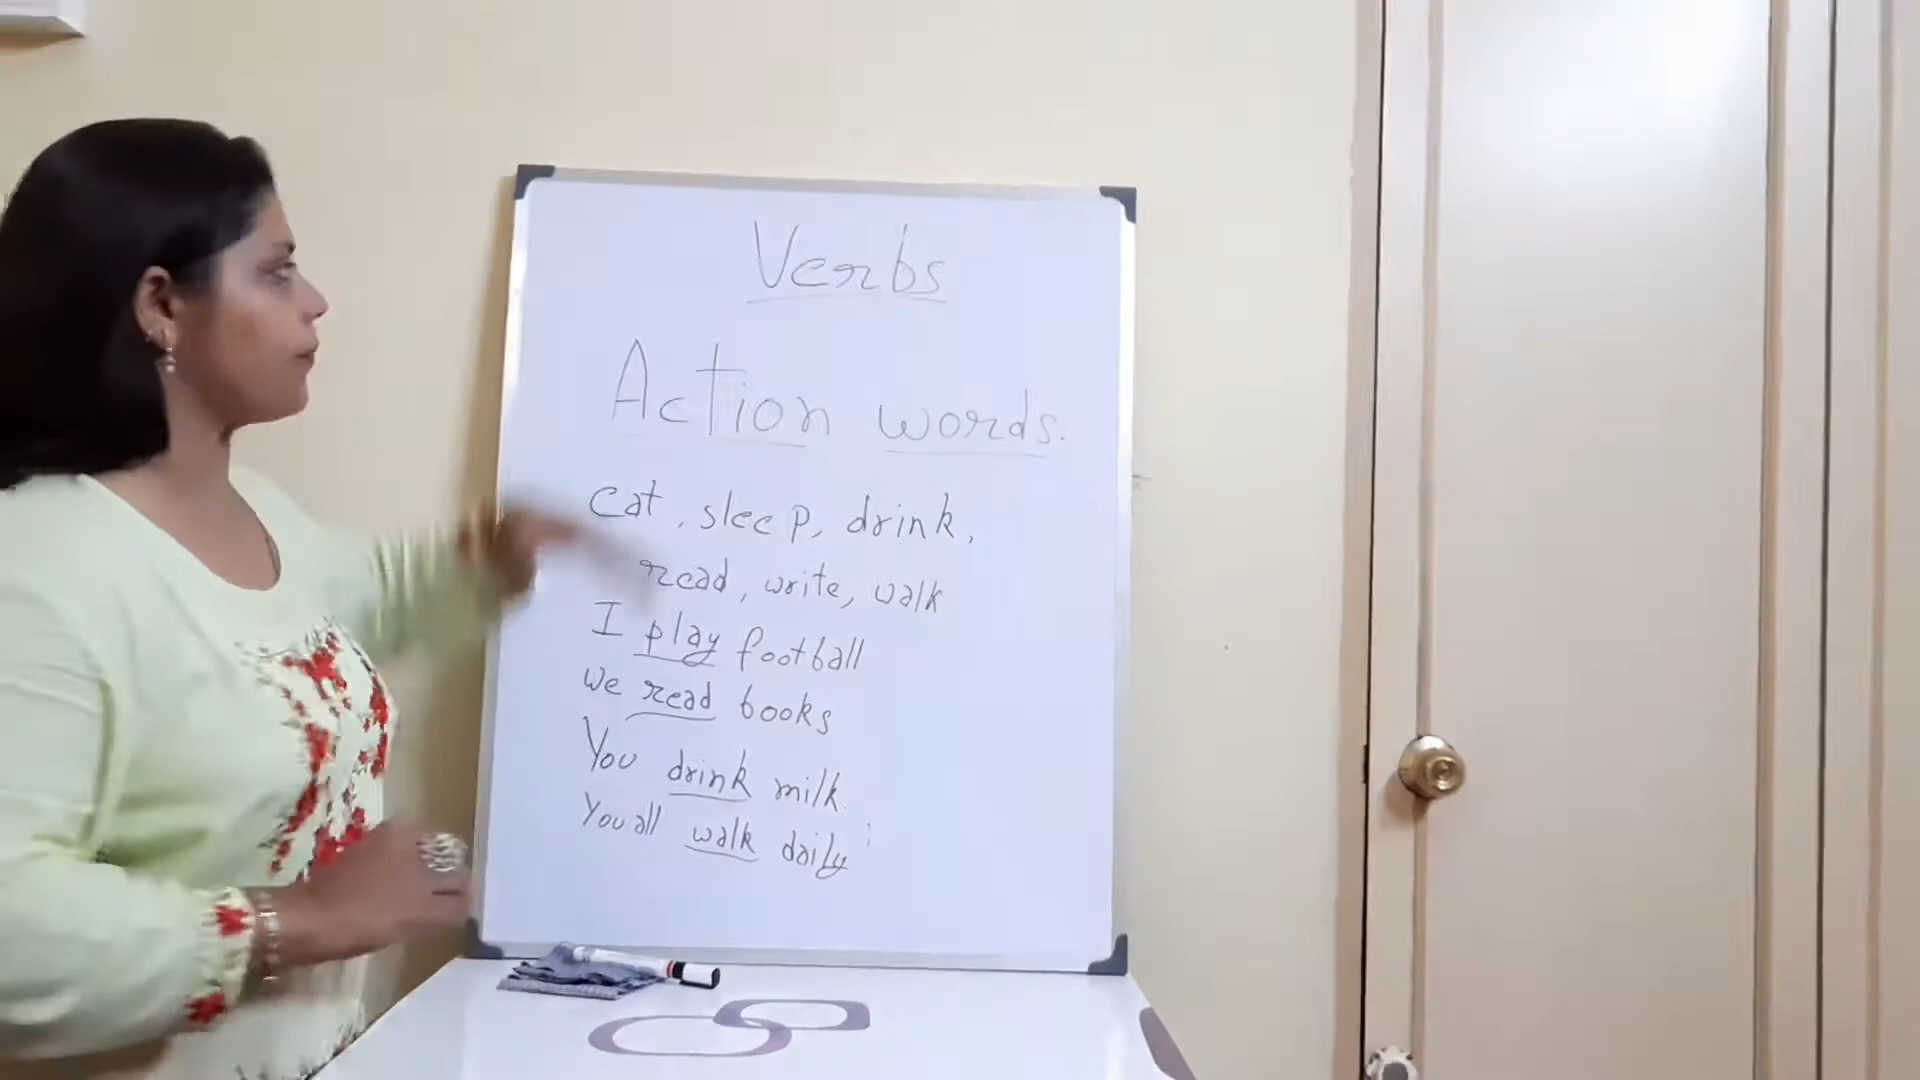 Verbs
Action words.
eat, sleep, drink,
read, write, walk
I play football
we read books
You drink milk.
You all walk daily